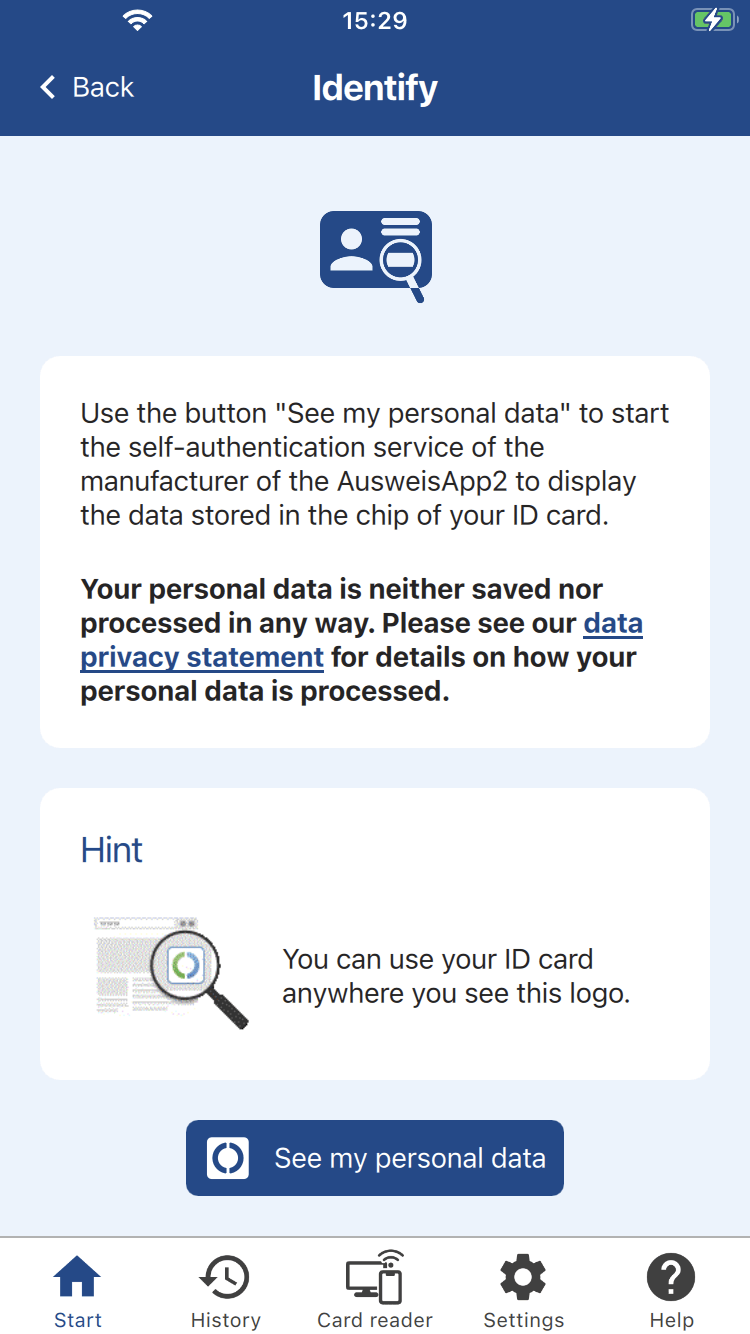 15:29
Back
Identify
Use the button "See my personal data" to start
the self-authentication service of the
manufacturer of the AusweisApp2 to display
the data stored in the chip of your ID card.
Your personal data is neither saved nor
processed in any way. Please see our data
privacy statement for details on how your
personal data is processed.
Hint
www
You can use your ID card
anywhere you see this logo.
See my personal data
Start
History
Card reader
Settings
Help